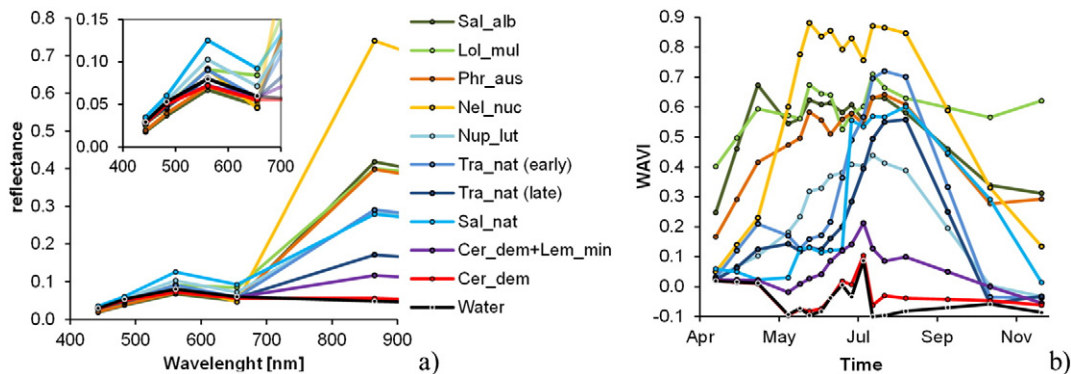 0.8
0.7
0.6
0.5
0.4
0.3
0.2
0.1
0.0
reflectance
400 500 600 700 800 900
Wavelenght [nm]
a)
0.15
0.10
0.05
0.00
400 500 600 700
Sal_alb
Lol_mul
Phr_aus
Nel_nuc
Nup_lut
Tra_nat (early)
Tra_nat (late)
Sal_nat
Cer_dem+Lem_min
Cer_dem
Water
0.9
0.8
0.7
0.6
0.5
0.4
0.3
0.2
0.1
0.0
-0.1
WAVI
Apr May Jul Sep Nov
Time
b)